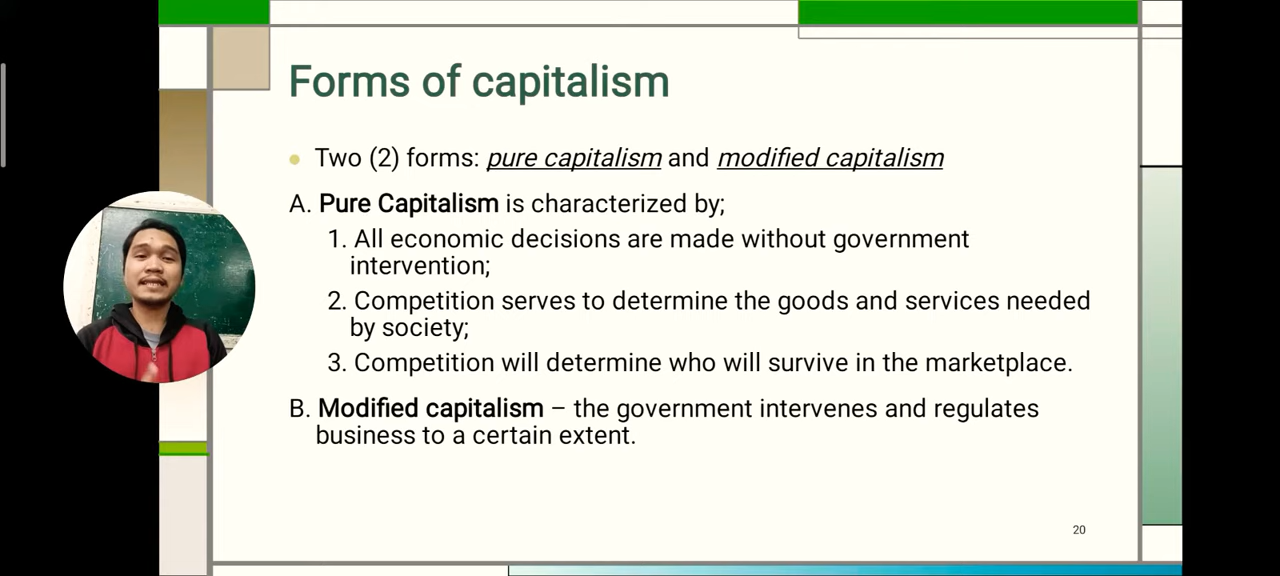 Forms of capitalism
Two (2) forms: pure capitalism and modified capitalism
A. Pure Capitalism is characterized by;
1. All economic decisions are made without government
intervention;
2. Competition serves to determine the goods and services needed
by society;
3. Competition will determine who will survive in the marketplace.
B. Modified capitalism – the government intervenes and regulates
business to a certain extent.
20